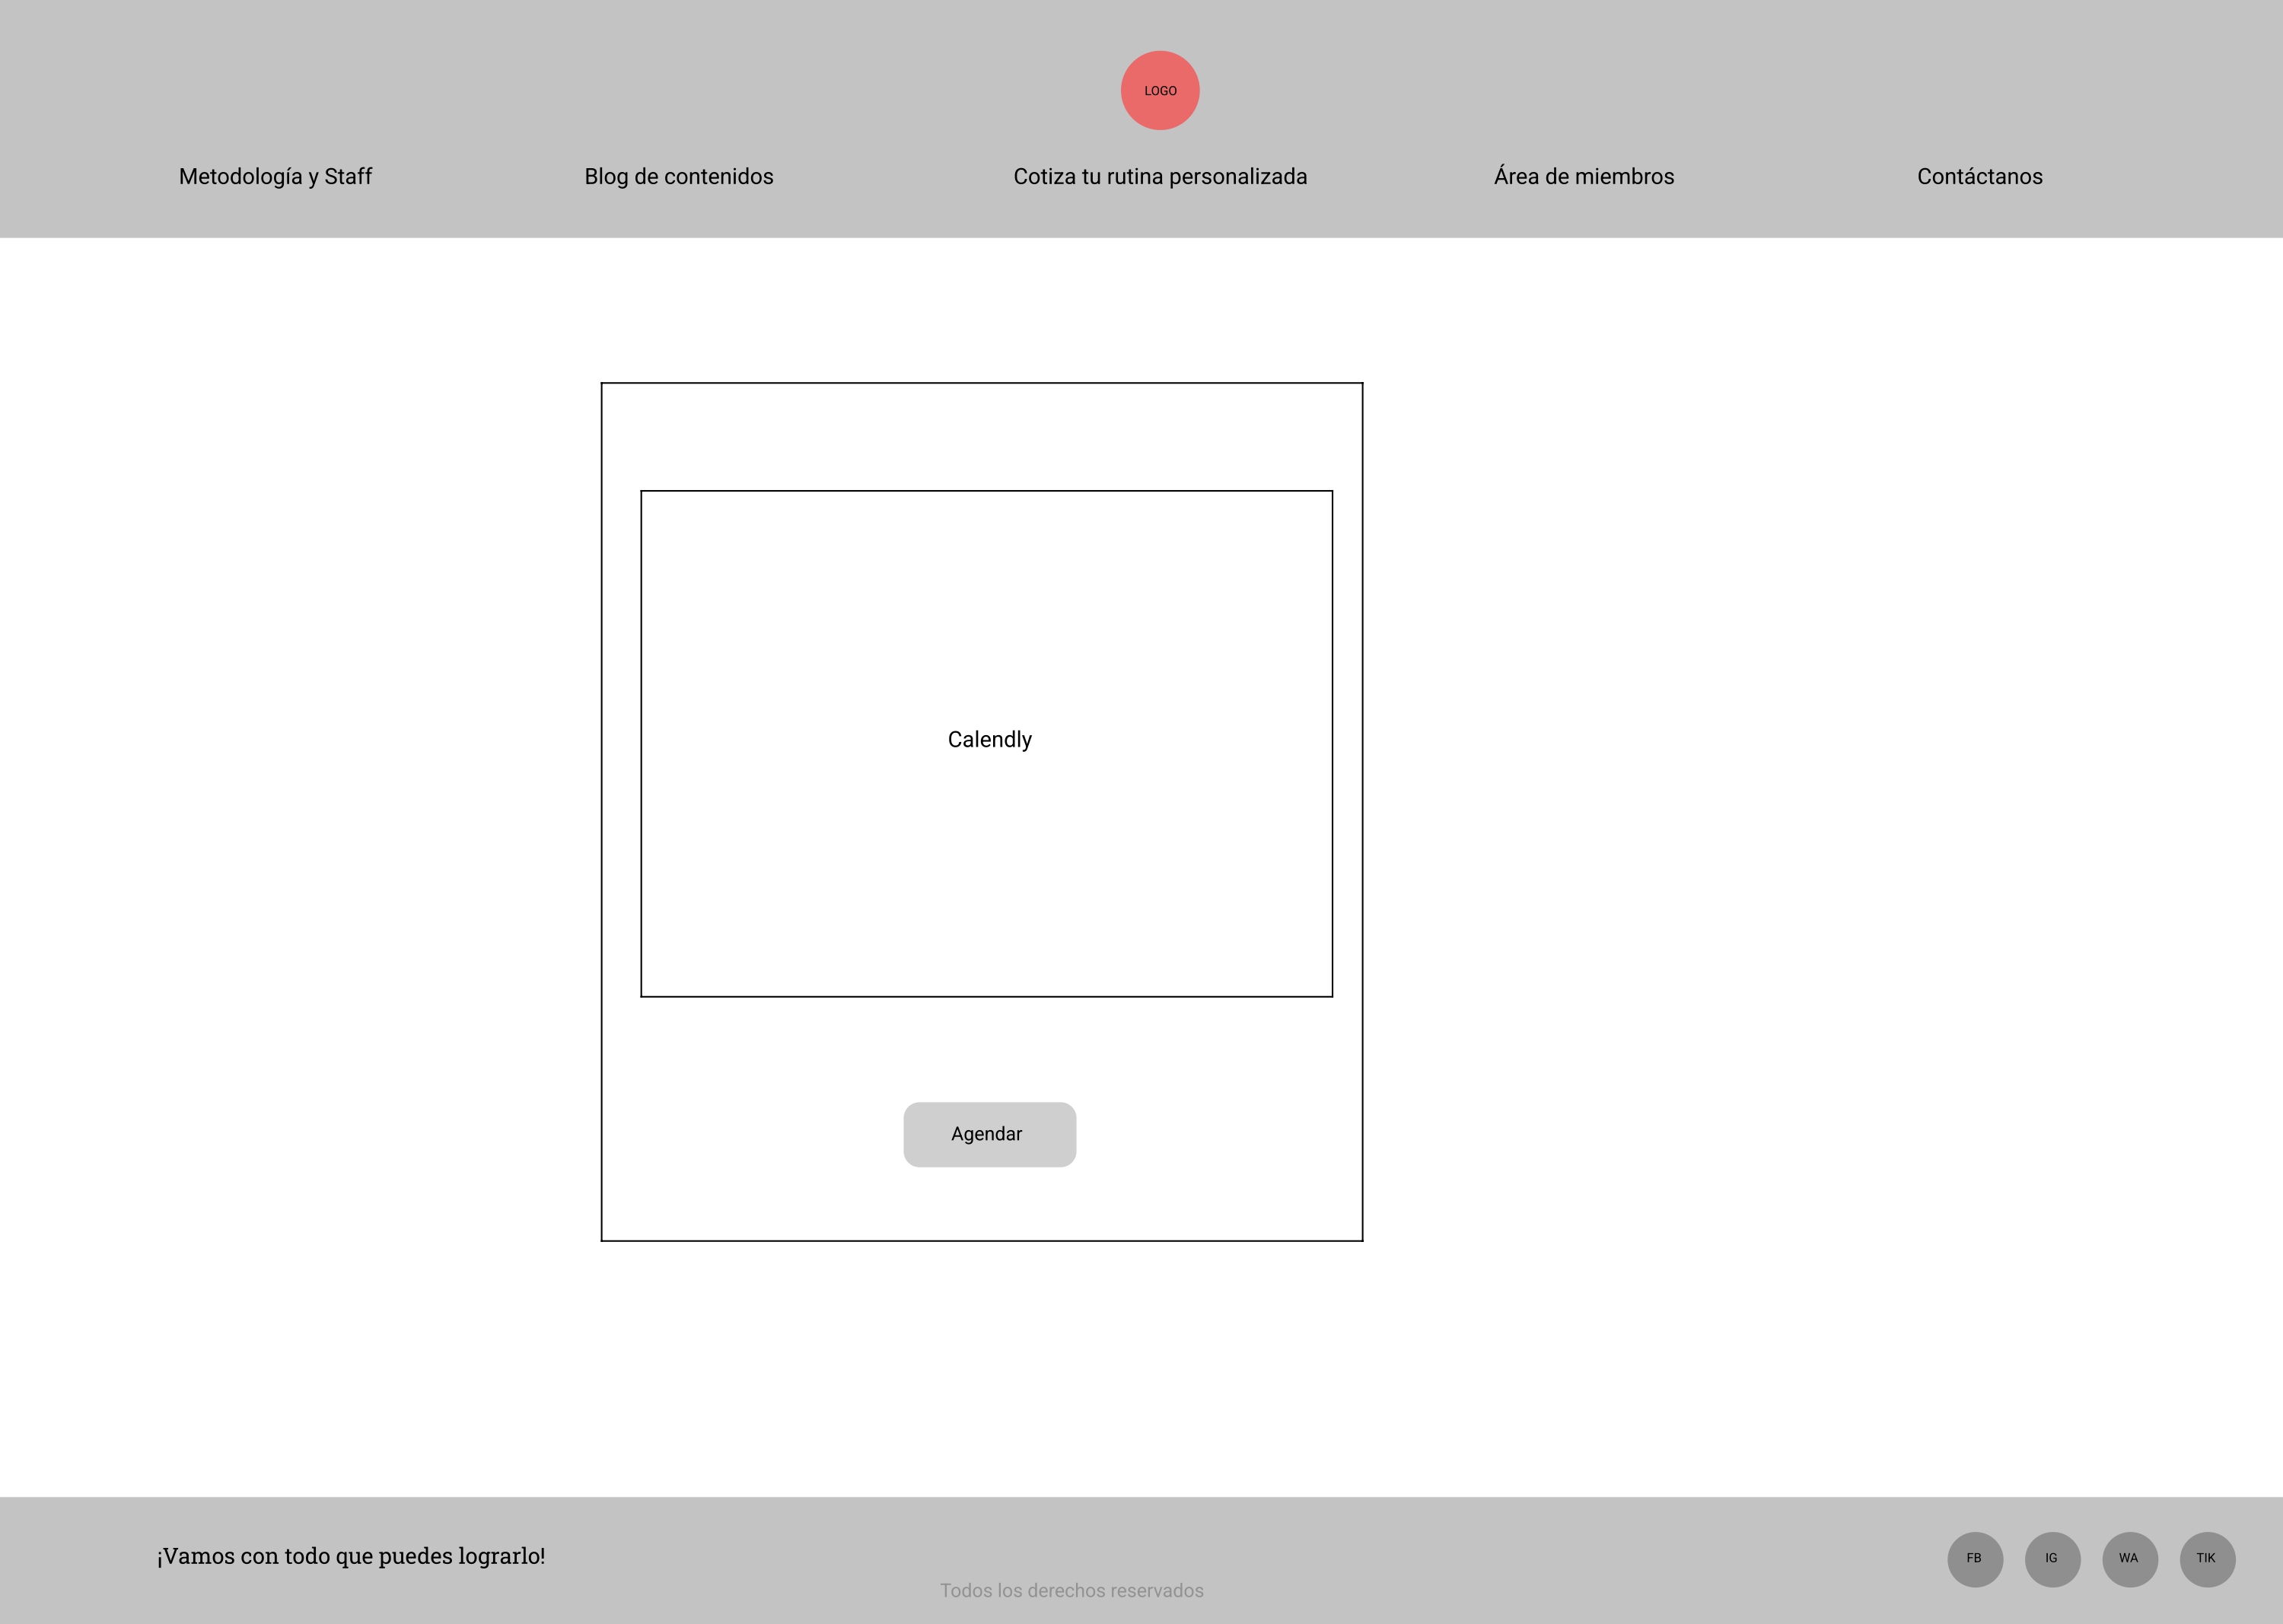 LOGO
Metodología y Staff
Blog de contenidos
Cotiza tu rutina personalizada
Área de miembros
Contáctanos
Calendly
Agendar
¡Vamos con todo que puedes lograrlo!
FB
IG
WA
TIK
Todos los derechos reservados